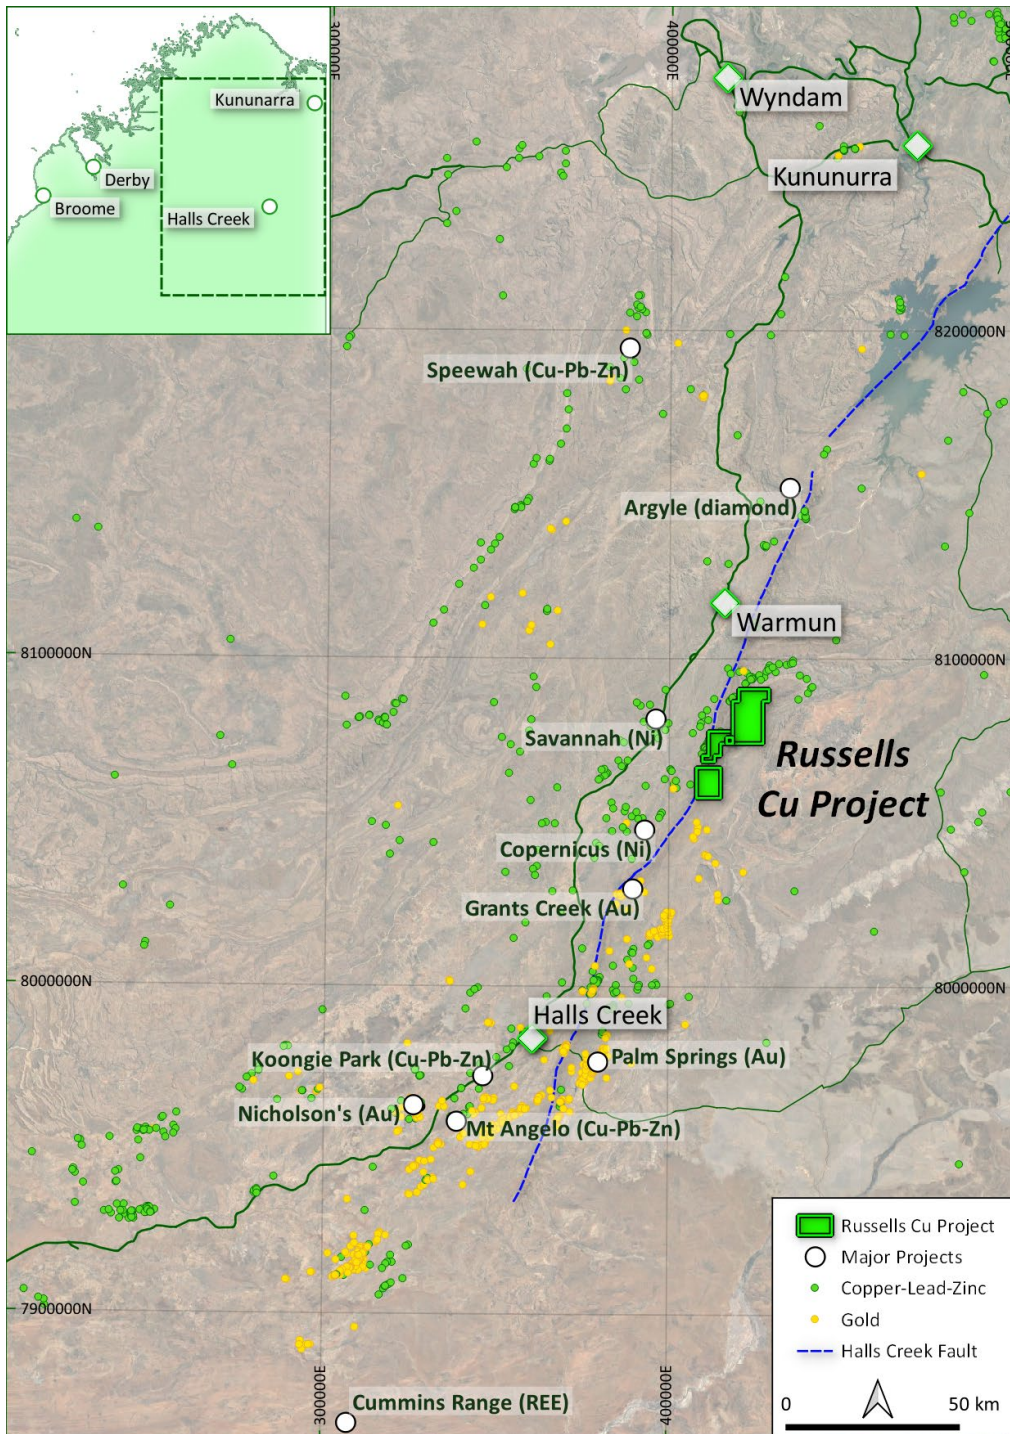 Kununarra
Derby
Broome
Halls Creek
300000E
400000E
Wyndam
Kununurra
8200000N
Speewah (Cu-Pb-Zn)
Argyle (diamond)
Warmun
8100000N
8100000N
Savannah (Ni)
Russells
Cu Project
Copernicus (Ni)
Grants Creek (Au)
8000000N
8000000N
Halls Creek
Koongie Park (Cu-Pb-Zn)
Palm Springs (Au)
Nicholson's (Au)
Mt Angelo (Cu-Pb-Zn)
7900000N
300000E
400000E
Cummins Range (REE)
Russells Cu Project
Major Projects
Copper-Lead-Zinc
Gold
Halls Creek Fault
0
50 km